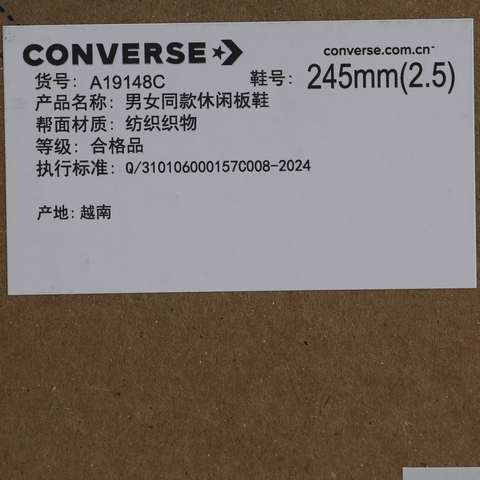 CONVERSE
converse.com.cn
货号: A19148C 鞋号: 245mm(2.5)
产品名称: 男女同款休闲板鞋
帮面材质: 纺织织物
等级: 合格品
执行标准: Q/310106000157C008-2024
产地: 越南